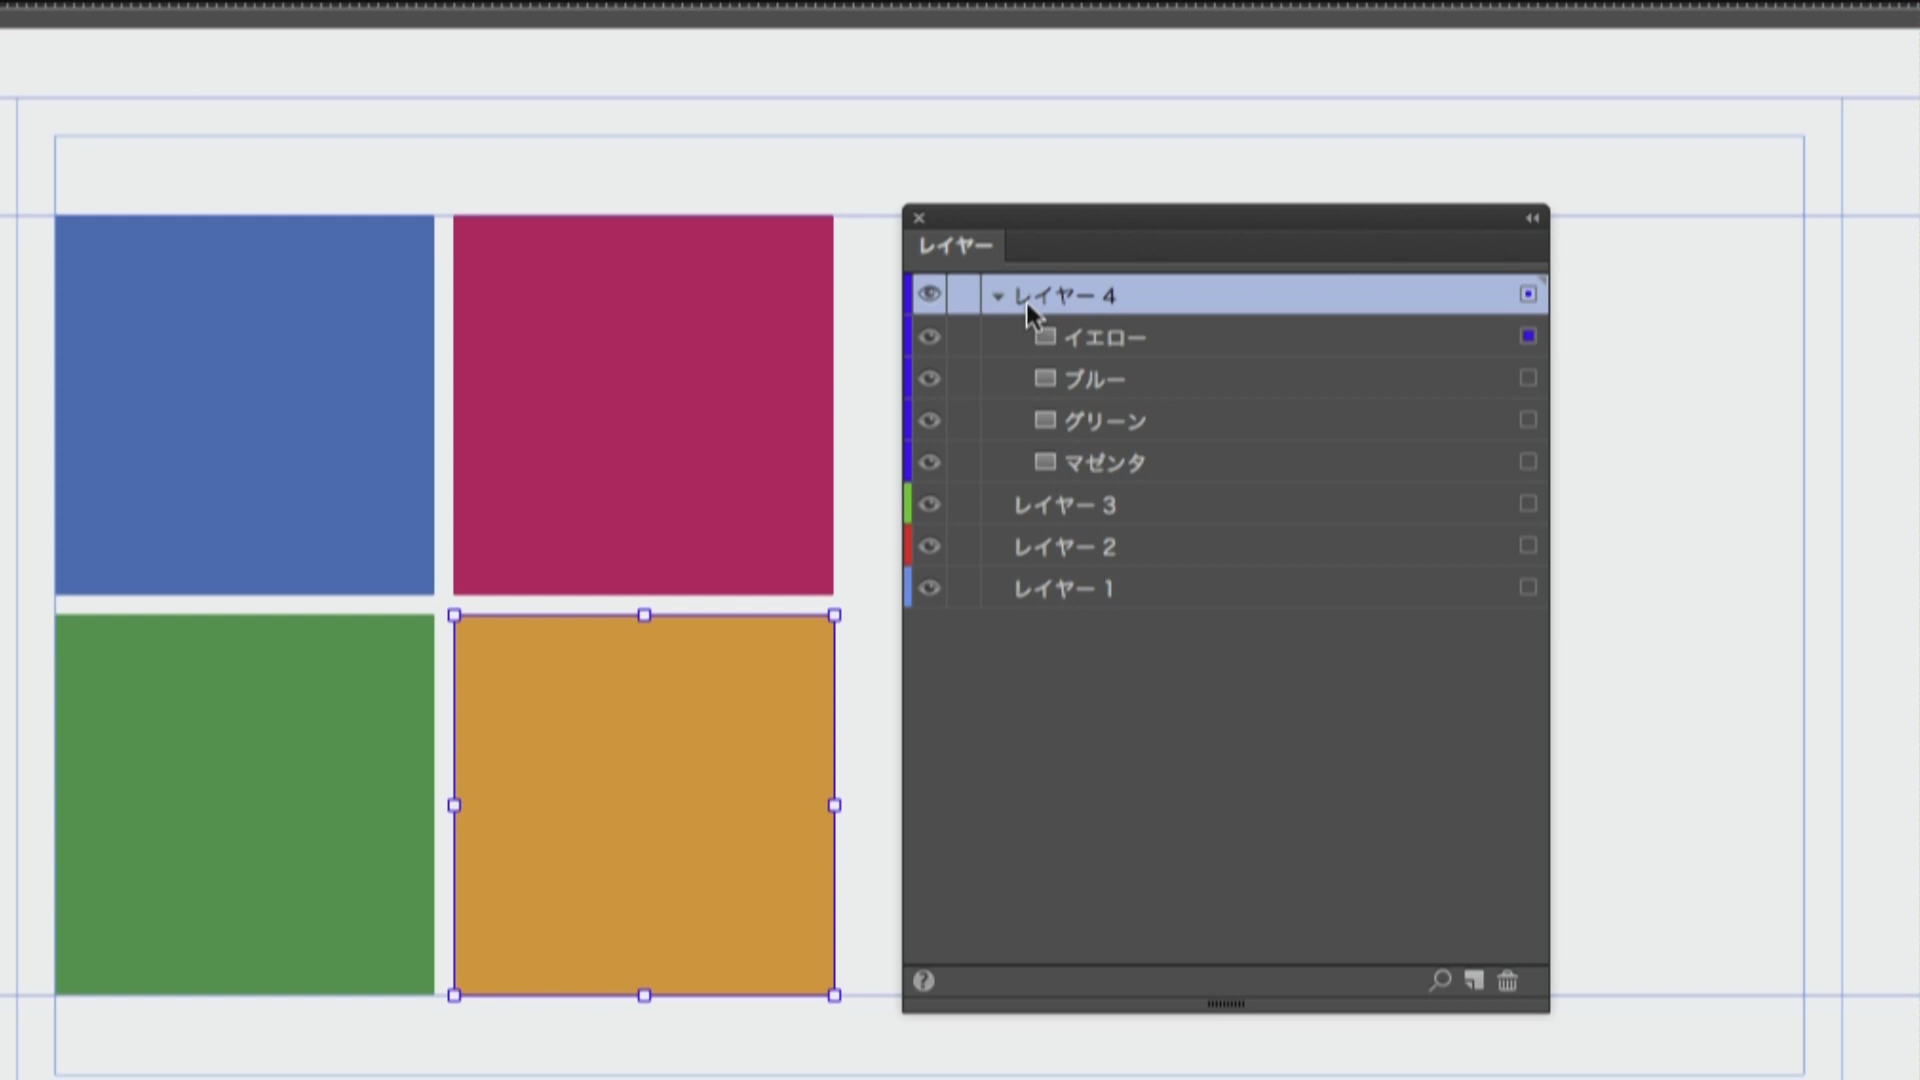 レイヤー
レイヤー 4
イエロー
ブルー
グリーン
マゼンタ
レイヤー 3
レイヤー 2
レイヤー 1